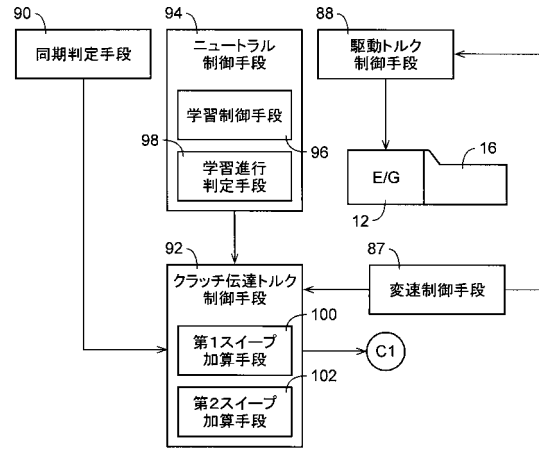 90
同期判定手段
94
ニュートラル
制御手段
学習制御手段
96
98
学習進行
判定手段
88
駆動トルク
制御手段
E/G
12
16
92
クラッチ伝達トルク
制御手段
100
第1スイープ
加算手段
102
第2スイープ
加算手段
87
変速制御手段
C1